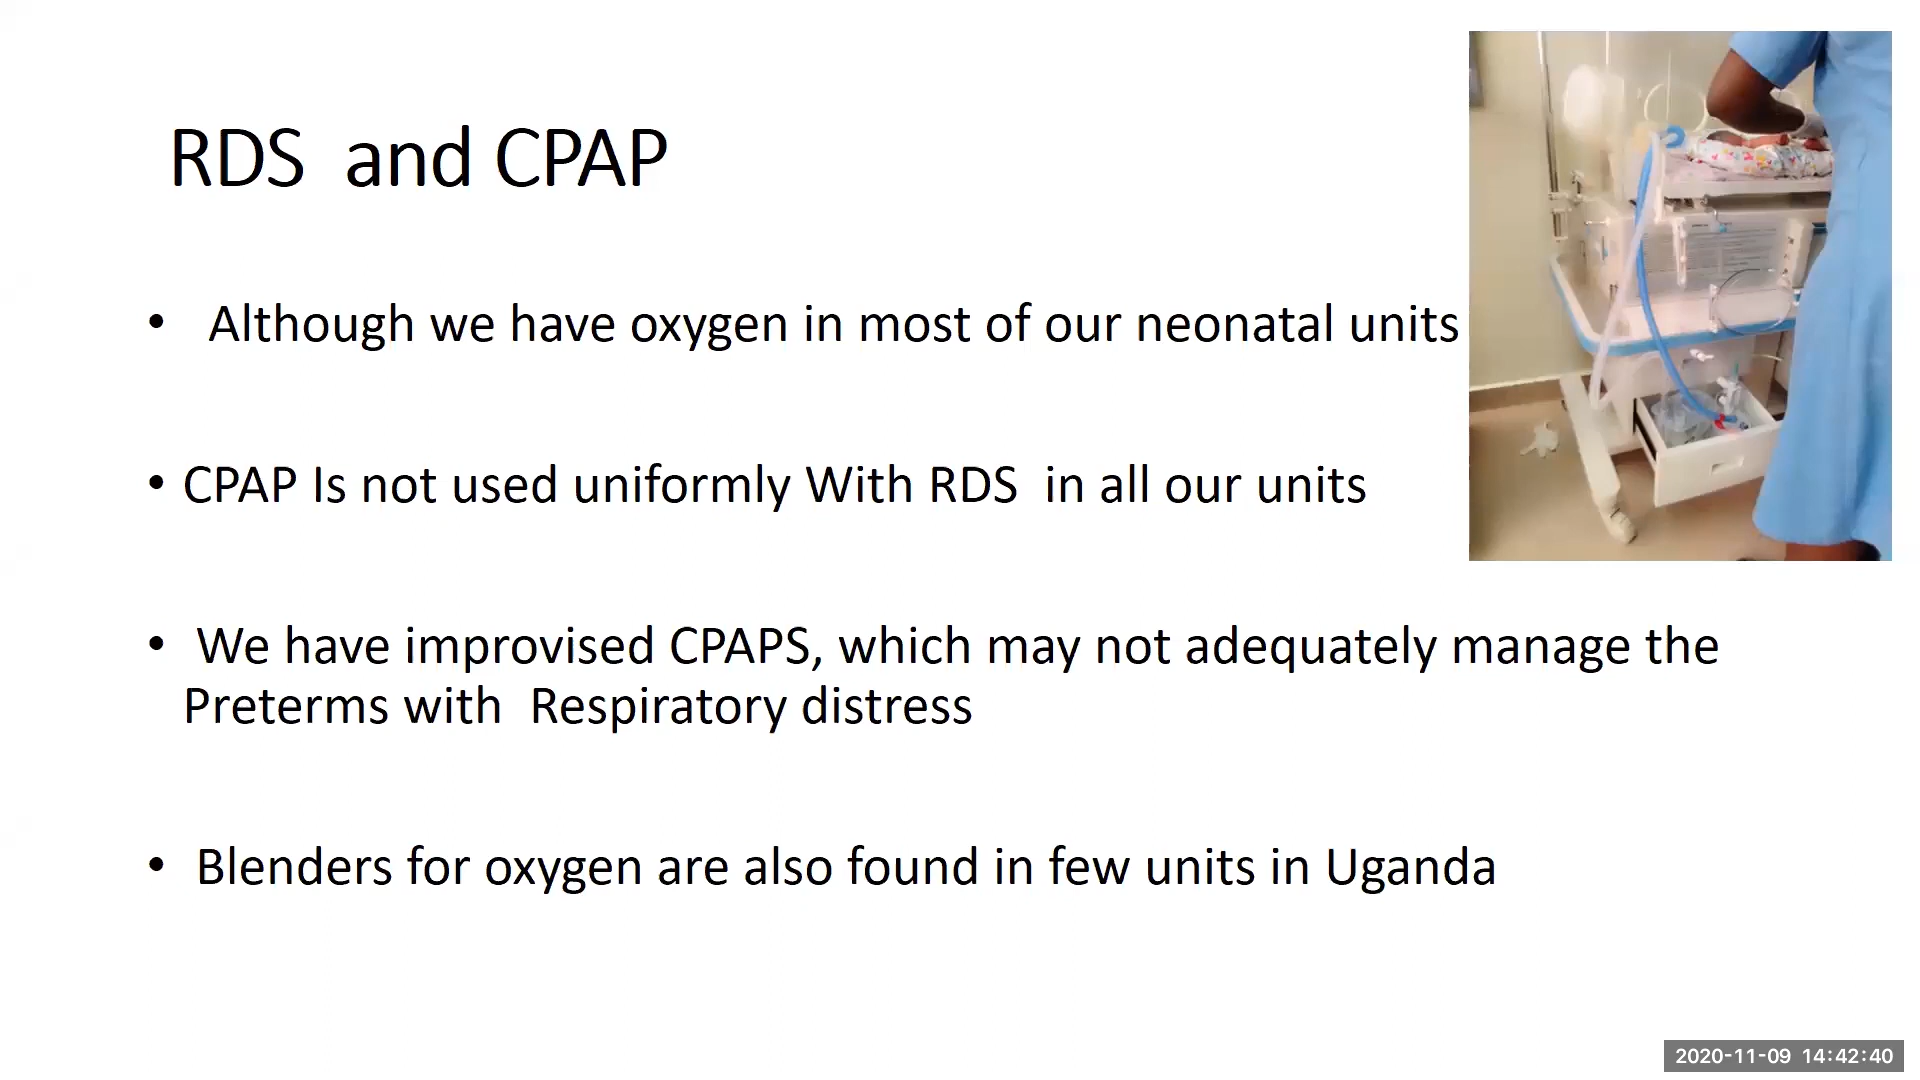 RDS  and CPAP
•  Although we have oxygen in most of our neonatal units
• CPAP Is not used uniformly With RDS  in all our units
•  We have improvised CPAPS, which may not adequately manage the
Preterms with  Respiratory distress
•  Blenders for oxygen are also found in few units in Uganda
2020-11-09 14:42:40